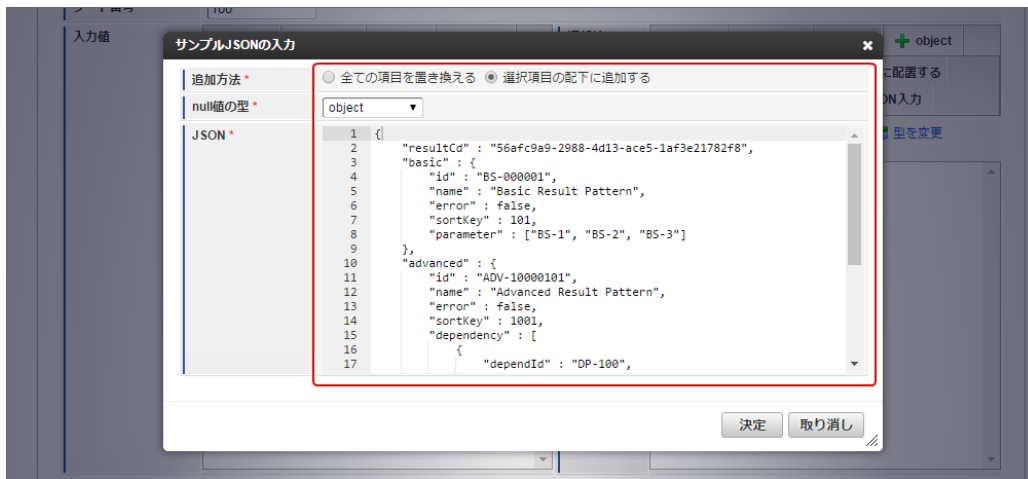 100
入力値
object
サンプルJSONの入力
に配置する
追加方法 *
全ての項目を置き換える 選択項目の配下に追加する
null値の型 *
object
ON入力
JSON *
型を変更
1 {
2 "resultCd" : "56afc9a9-2988-4d13-ace5-1af3e21782f8",
3 "basic" : {
4 "id" : "BS-000001",
5 "name" : "Basic Result Pattern",
6 "error" : false,
7 "sortKey" : 101,
8 "parameter" : ["BS-1", "BS-2", "BS-3"]
9 },
10 "advanced" : {
11 "id" : "ADV-10000101",
12 "name" : "Advanced Result Pattern",
13 "error" : false,
14 "sortKey" : 1001,
15 "dependency" : [
16 {
17 "dependId" : "DP-100",
決定 取り消し